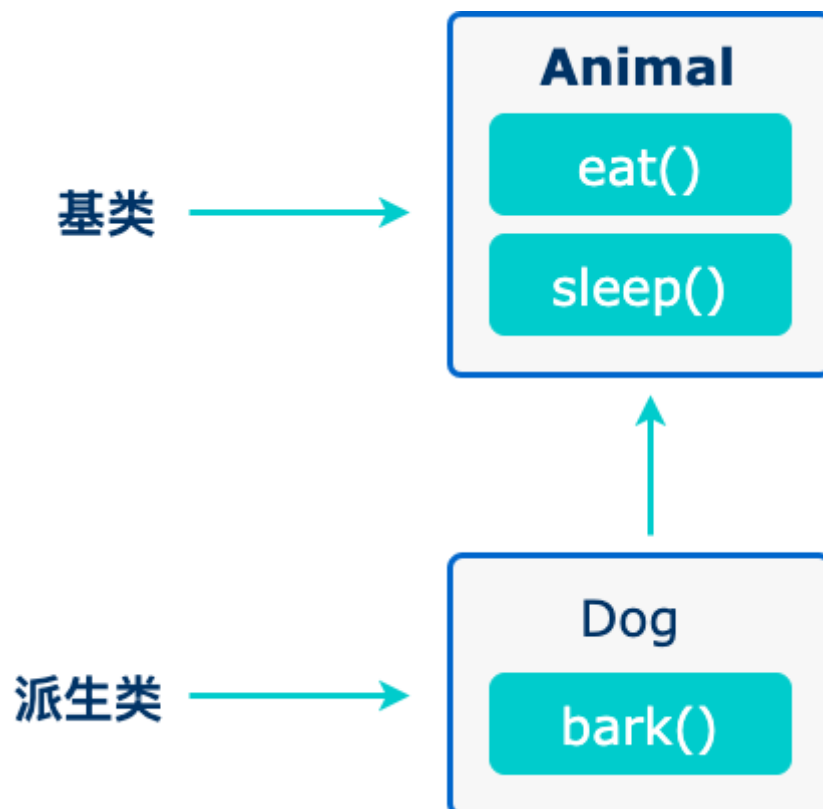 Animal
eat()
基类
sleep()
Dog
派生类
bark()